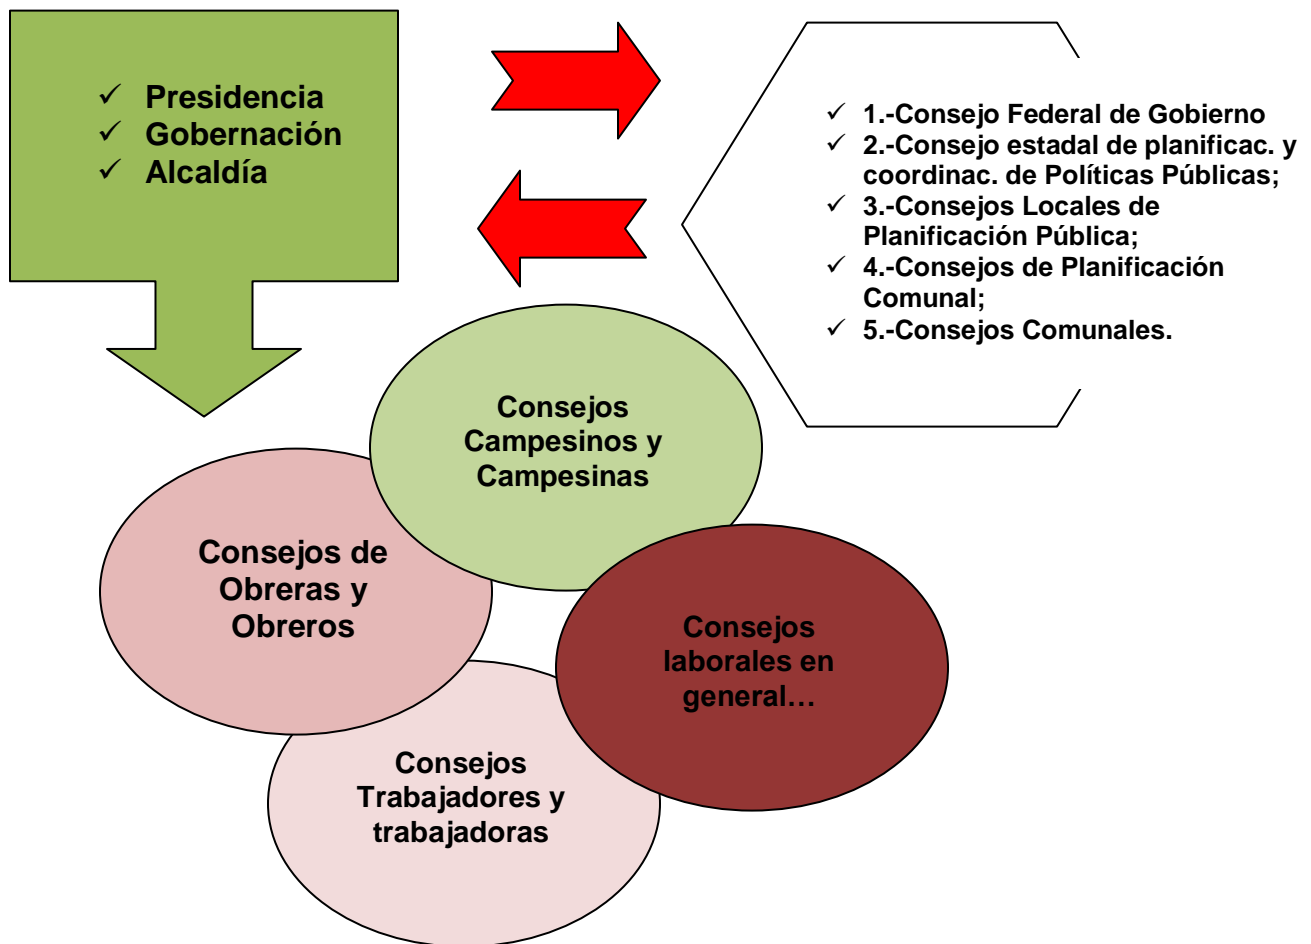 ✓ Presidencia
✓ Gobernación
✓ Alcaldía
✓ 1.-Consejo Federal de Gobierno
✓ 2.-Consejo estadal de planificac. y
coordinac. de Políticas Públicas;
✓ 3.-Consejos Locales de
Planificación Pública;
✓ 4.-Consejos de Planificación
Comunal;
✓ 5.-Consejos Comunales.
Consejos
Campesinos y
Campesinas
Consejos de
Obreras y
Obreros
Consejos
laborales en
general…
Consejos
Trabajadores y
trabajadoras